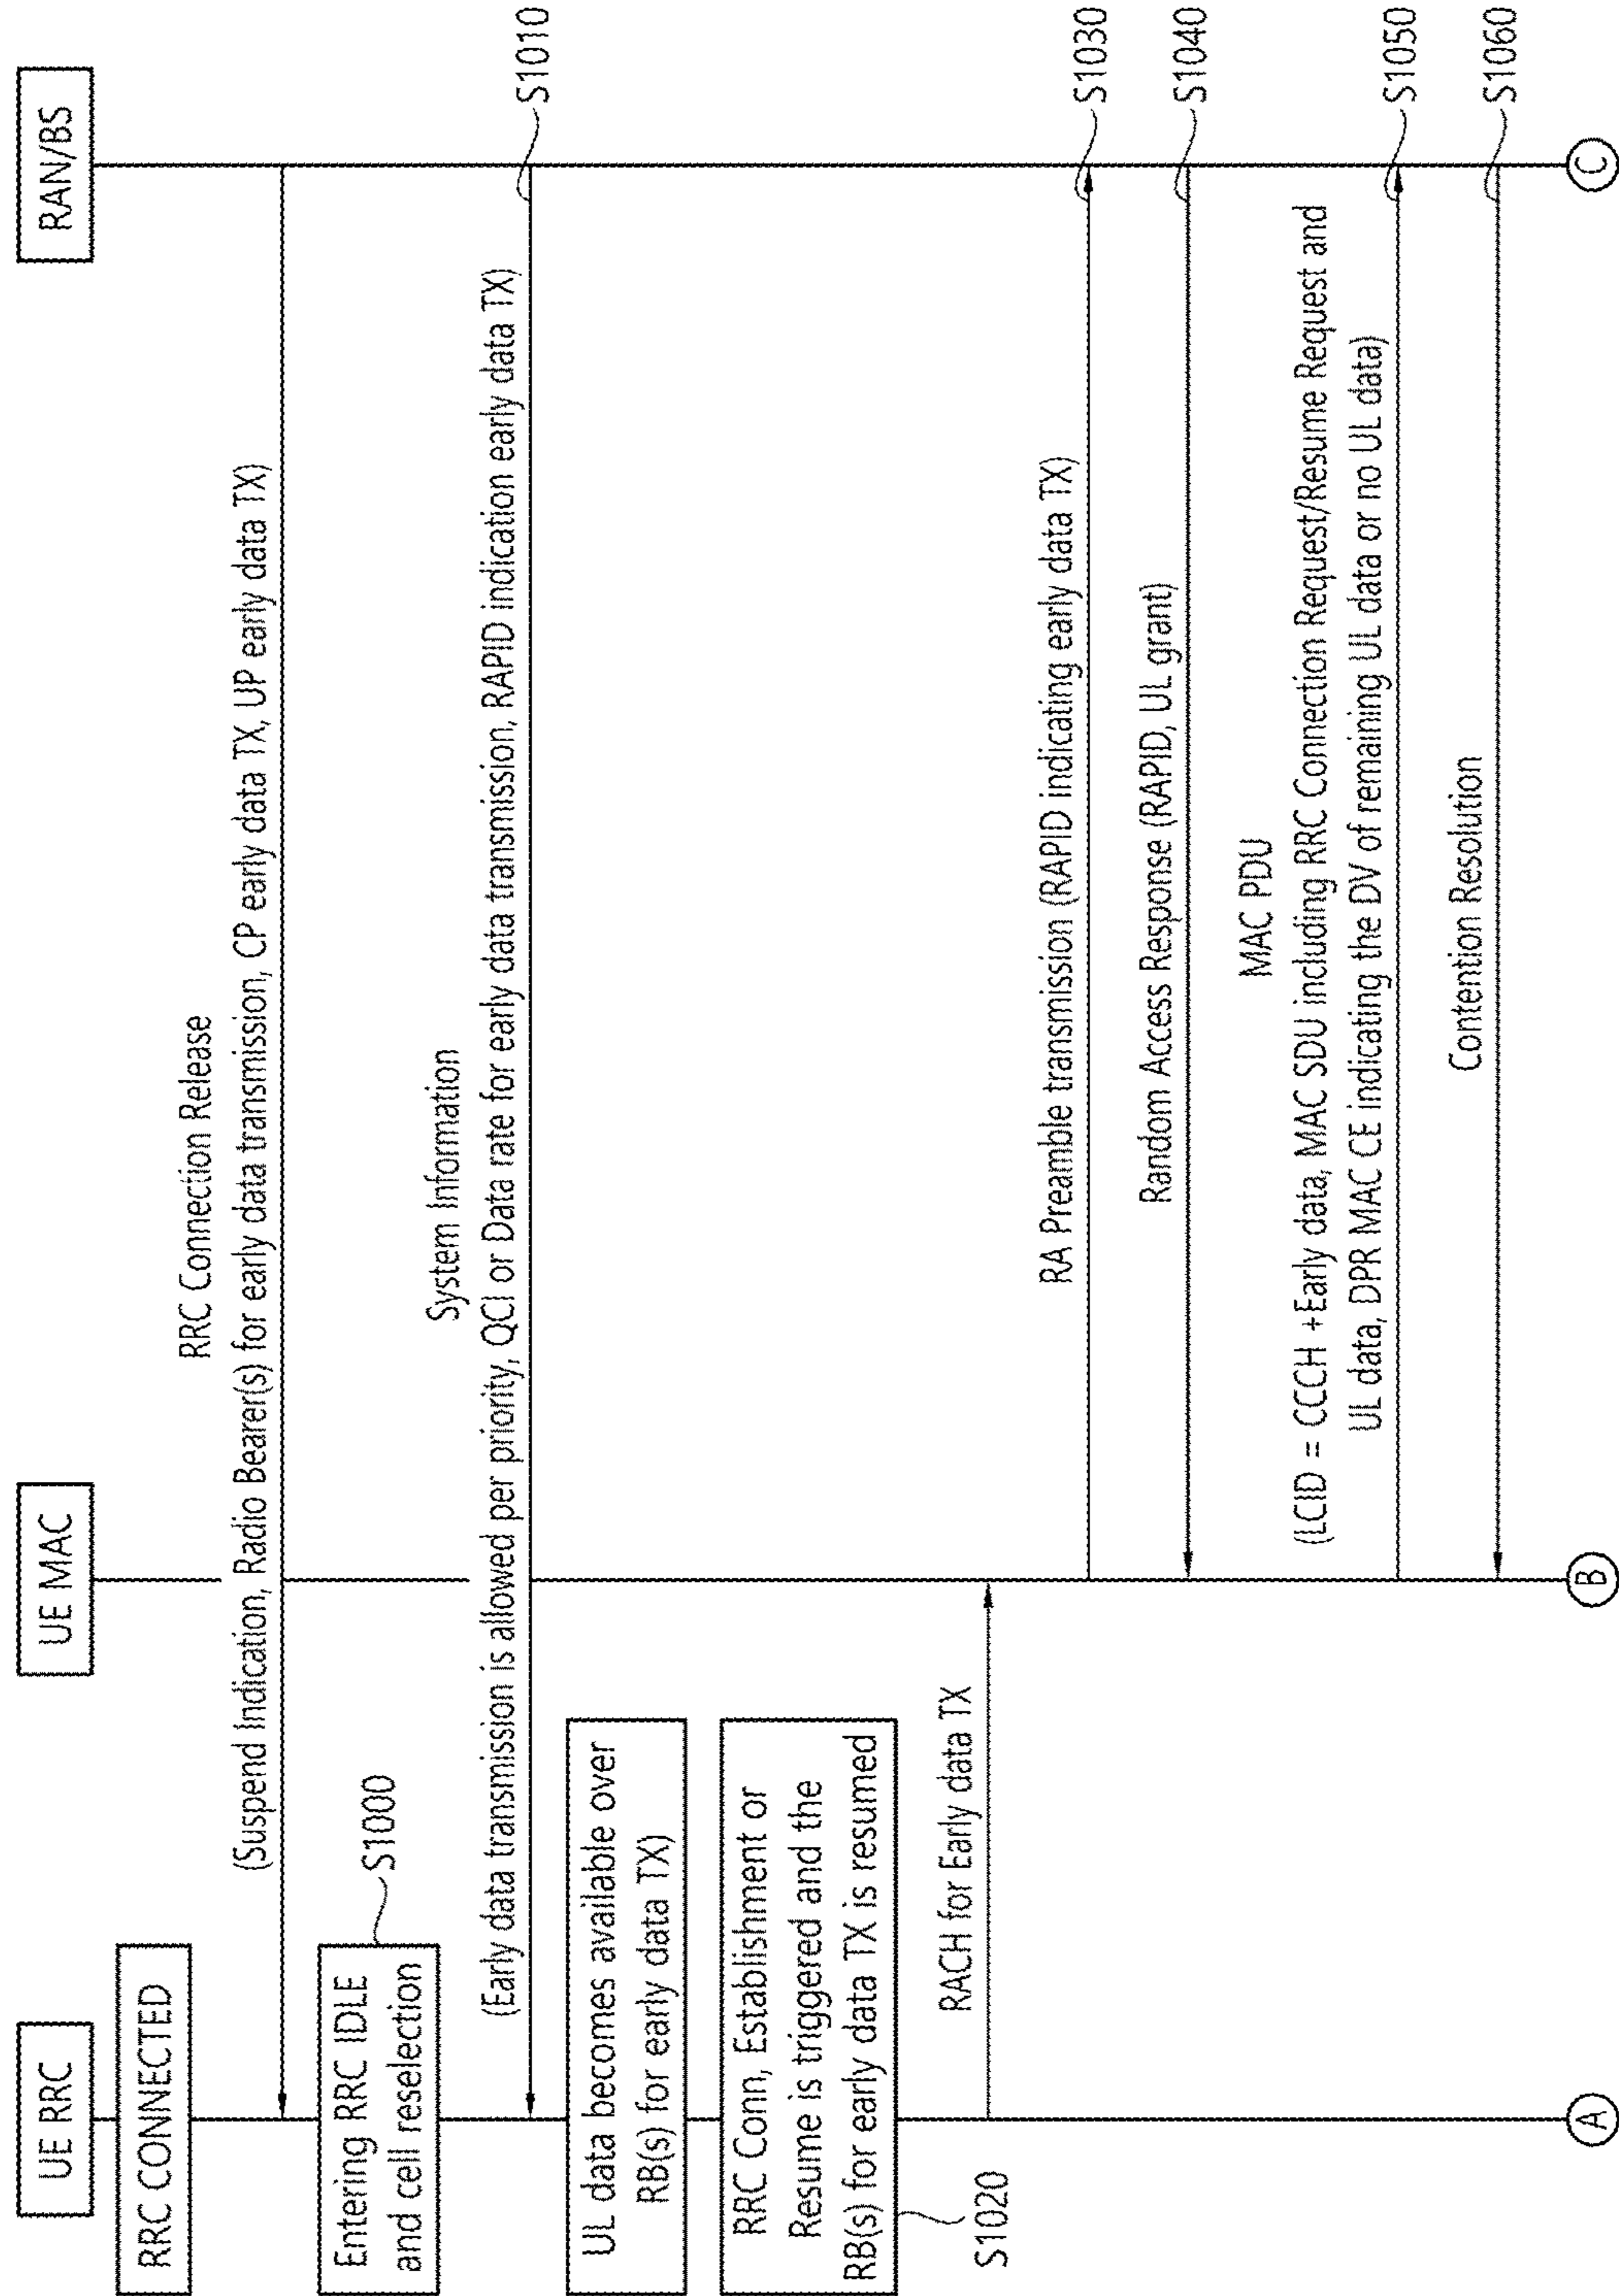 UE RRC
UE MAC
RAN/BS
RRC CONNECTED
RRC Connection Release
(Suspend Indication, Radio Bearer(s) for early data transmission, CP early data TX, UP early data TX)
Entering RRC IDLE
and cell reselection
S1000
System Information
(Early data transmission is allowed per priority, QCI or Data rate for early data transmission, RAPID indication early data TX)
S1010
UL data becomes available over
RB(s) for early data TX)
RRC Conn, Establishment or
Resume is triggered and the
RB(s) for early data TX is resumed
S1020
RACH for Early data TX
RA Preamble transmission (RAPID indicating early data TX)
S1030
Random Access Response (RAPID, UL grant)
S1040
MAC PDU
(LCID = CCCH +Early data, MAC SDU including RRC Connection Request/Resume Request and
UL data, DPR MAC CE indicating the DV of remaining UL data or no UL data)
S1050
Contention Resolution
S1060
A
B
C